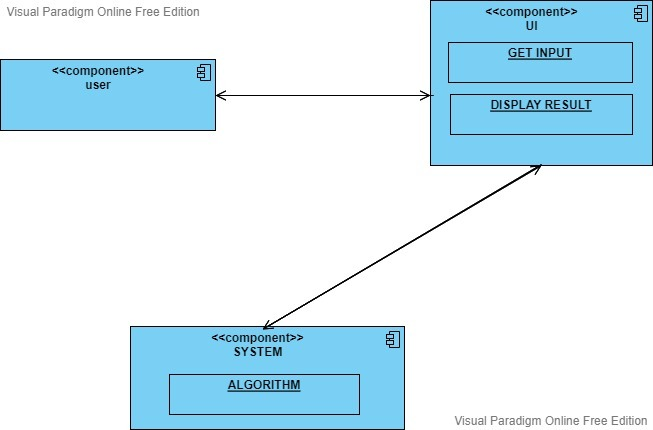 Visual Paradigm Online Free Edition
<<component>>
UI
GET INPUT
DISPLAY RESULT
<<component>>
user
<<component>>
SYSTEM
ALGORITHM
Visual Paradigm Online Free Edition